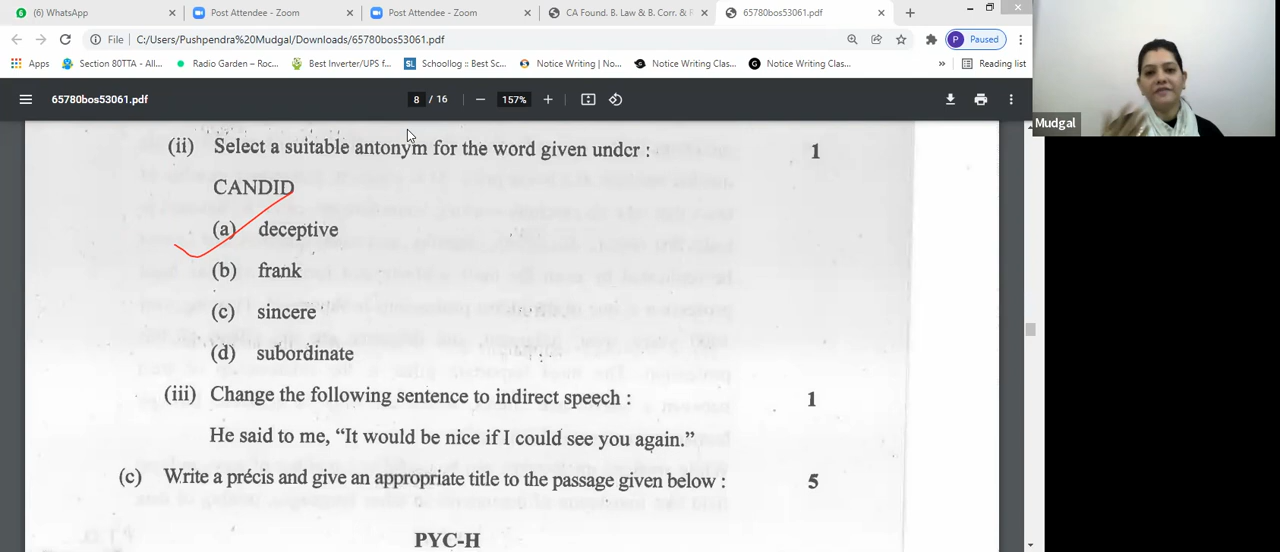 (6) WhatsApp
Post Attendee - Zoom
Post Attendee - Zoom
CA Found. B. Law & B. Corr. & F
65780bos53061.pdf
File C:/Users/Pushpendra%20Mudgal/Downloads/65780bos53061.pdf
P Paused
Apps
Section 80TTA - All...
Radio Garden – Roc...
Best Inverter/UPS f...
SL Schoollog :: Best Sc...
Notice Writing | No...
Notice Writing Clas...
Notice Writing Clas...
» Reading list
65780bos53061.pdf
8 / 16
157%
Mudgal
(ii) Select a suitable antonym for the word given under : 1
CANDID
(a) deceptive
(b) frank
(c) sincere
(d) subordinate
(iii) Change the following sentence to indirect speech : 1
He said to me, “It would be nice if I could see you again.”
(c) Write a précis and give an appropriate title to the passage given below : 5
PYC-H